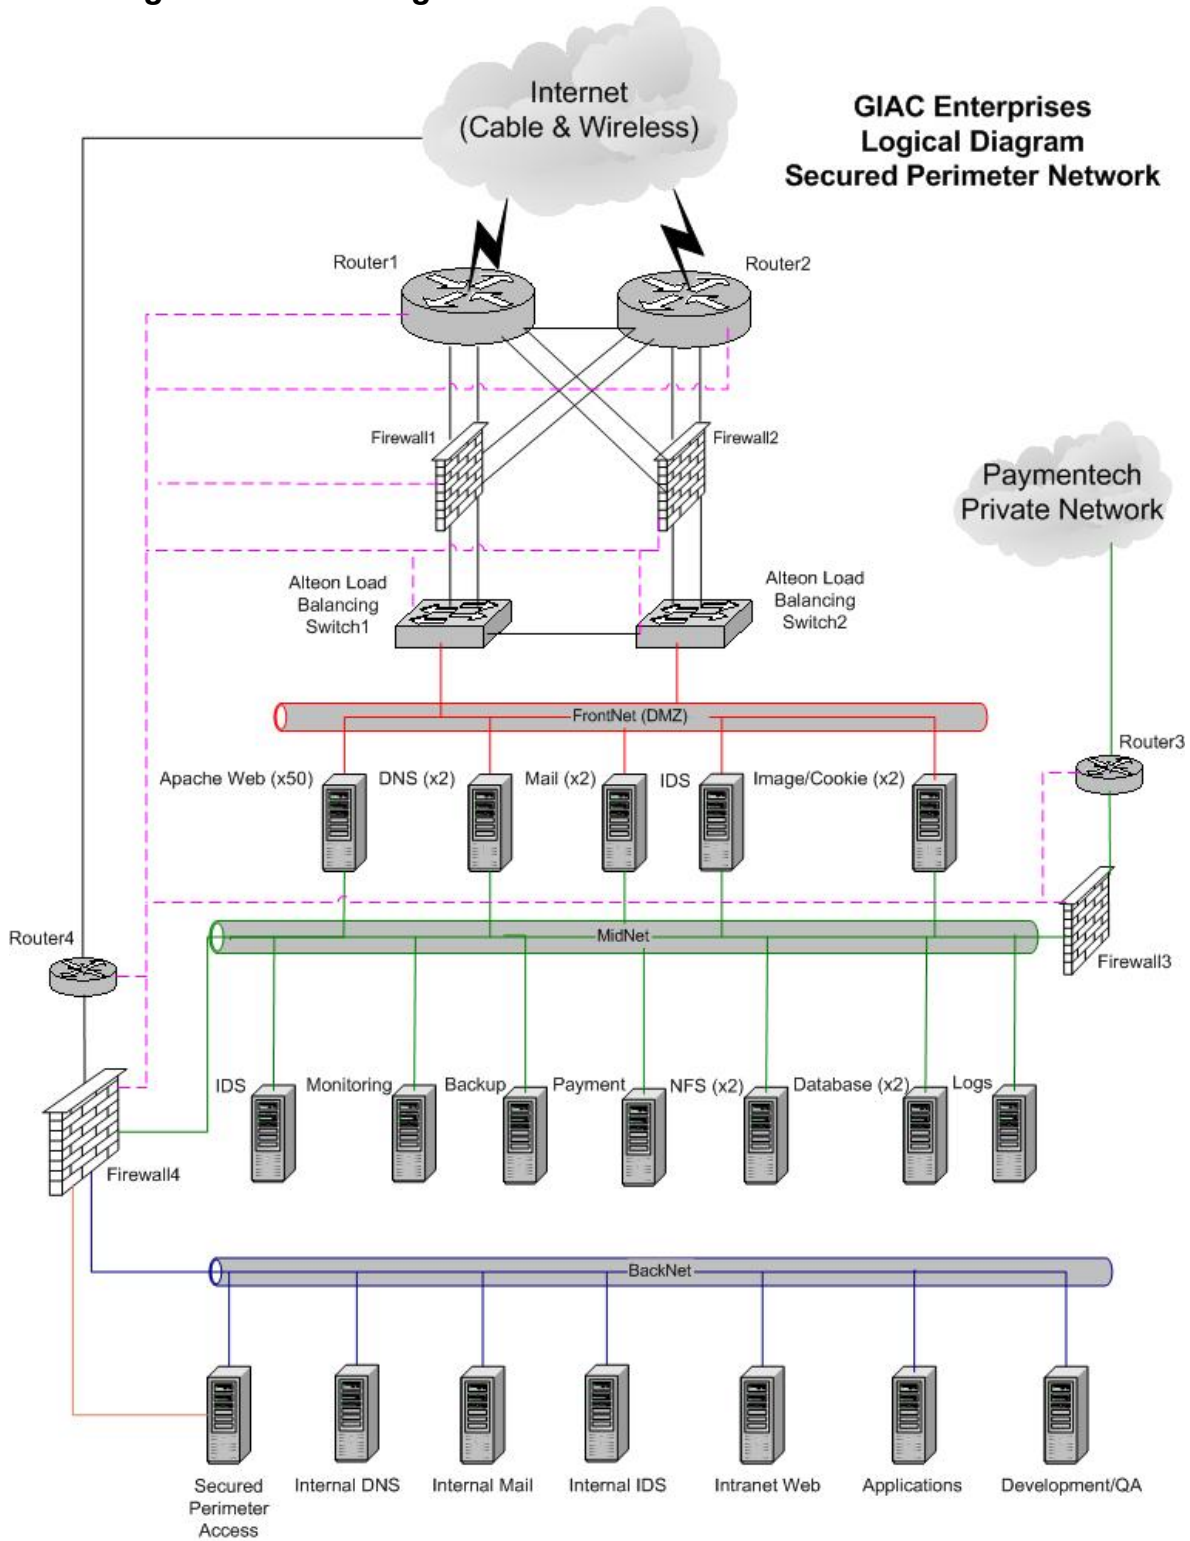 Internet
(Cable & Wireless)
GIAC Enterprises
Logical Diagram
Secured Perimeter Network
Router1
Router2
Firewall1
Firewall2
Paymentech
Private Network
Alteon Load
Balancing
Switch1
Alteon Load
Balancing
Switch2
FrontNet (DMZ)
Router3
Apache Web (x50)
DNS (x2)
Mail (x2)
IDS
Image/Cookie (x2)
Router4
MidNet
Firewall3
IDS
Monitoring
Backup
Payment
NFS (x2)
Database (x2)
Logs
Firewall4
BackNet
Secured
Perimeter
Access
Internal DNS
Internal Mail
Internal IDS
Intranet Web
Applications
Development/QA